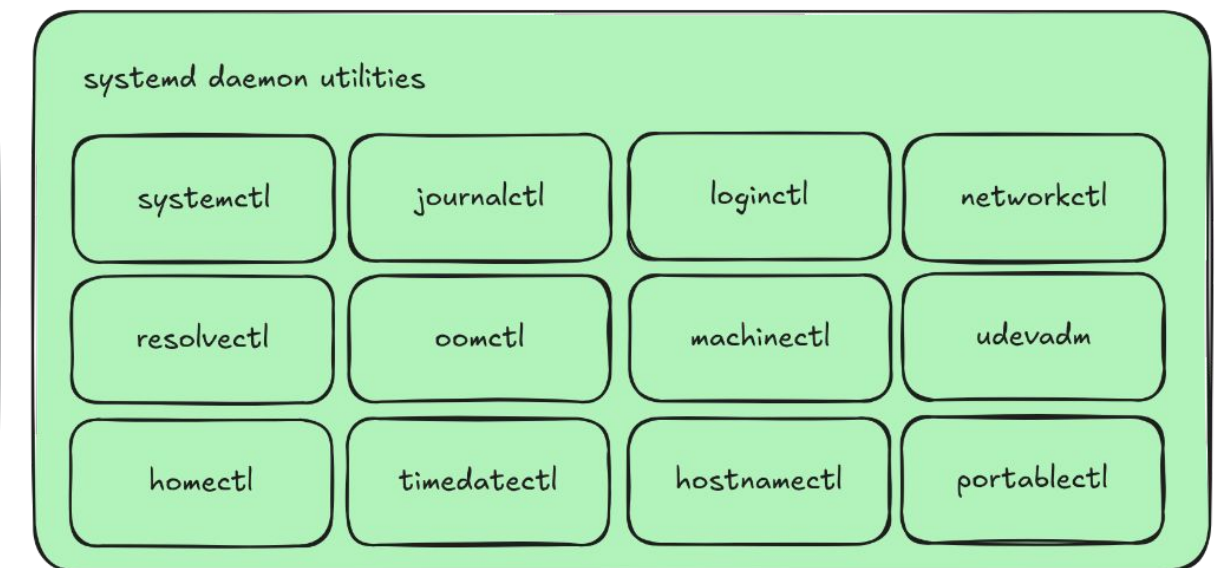 systemd daemon utilities
systemctl
journalctl
loginctl
networkctl
resolvectl
oomctl
machinectl
udevadm
homectl
timedatectl
hostnamectl
portablectl